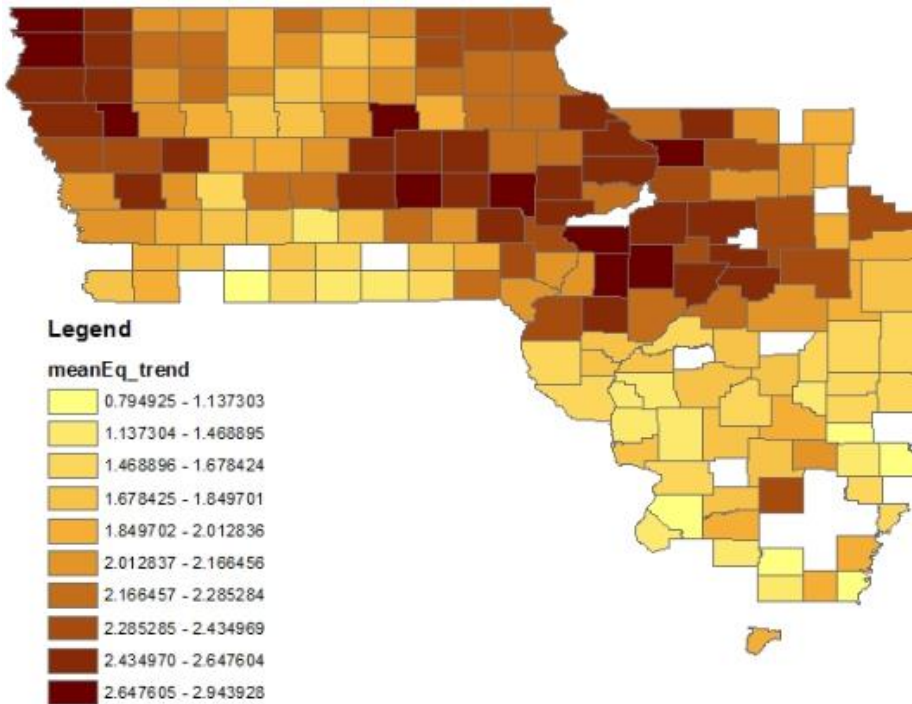 Legend
meanEq_trend
0.794925 - 1.137303
1.137304 - 1.468895
1.468896 - 1.678424
1.678425 - 1.849701
1.849702 - 2.012836
2.012837 - 2.166456
2.166457 - 2.285284
2.285285 - 2.434969
2.434970 - 2.647604
2.647605 - 2.943928